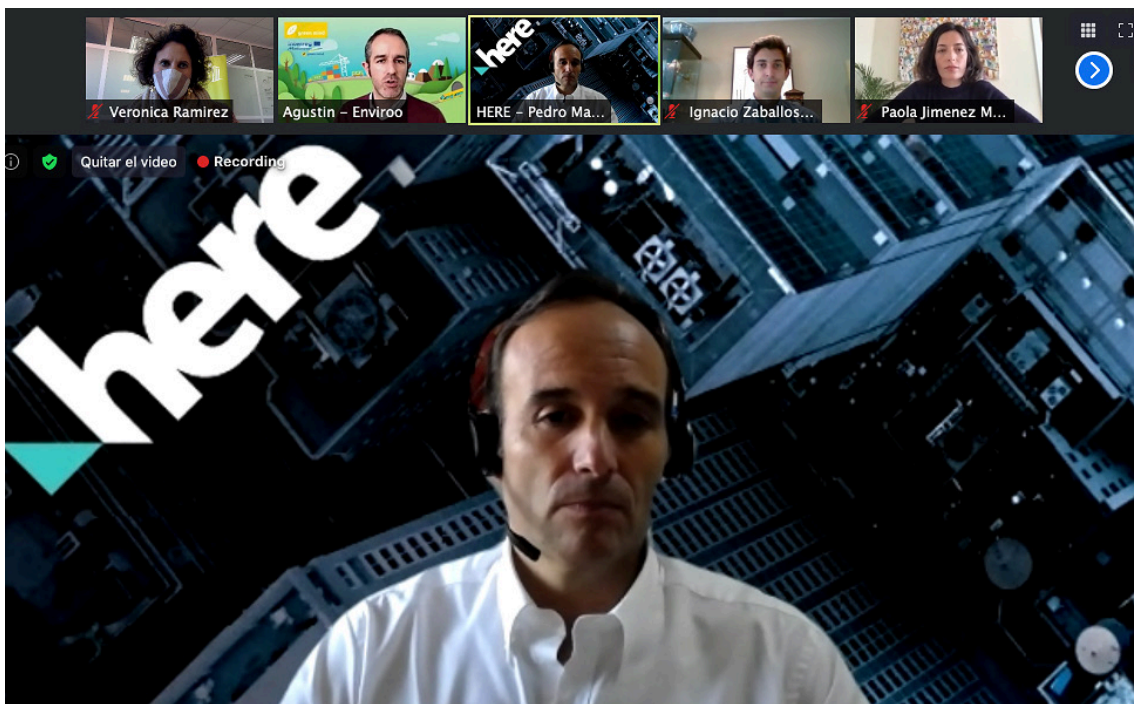 here
Veronica Ramirez
Agustin – Enviroo
HERE – Pedro Ma...
Ignacio Zaballos...
Paola Jimenez M...
Quitar el video
Recording
here